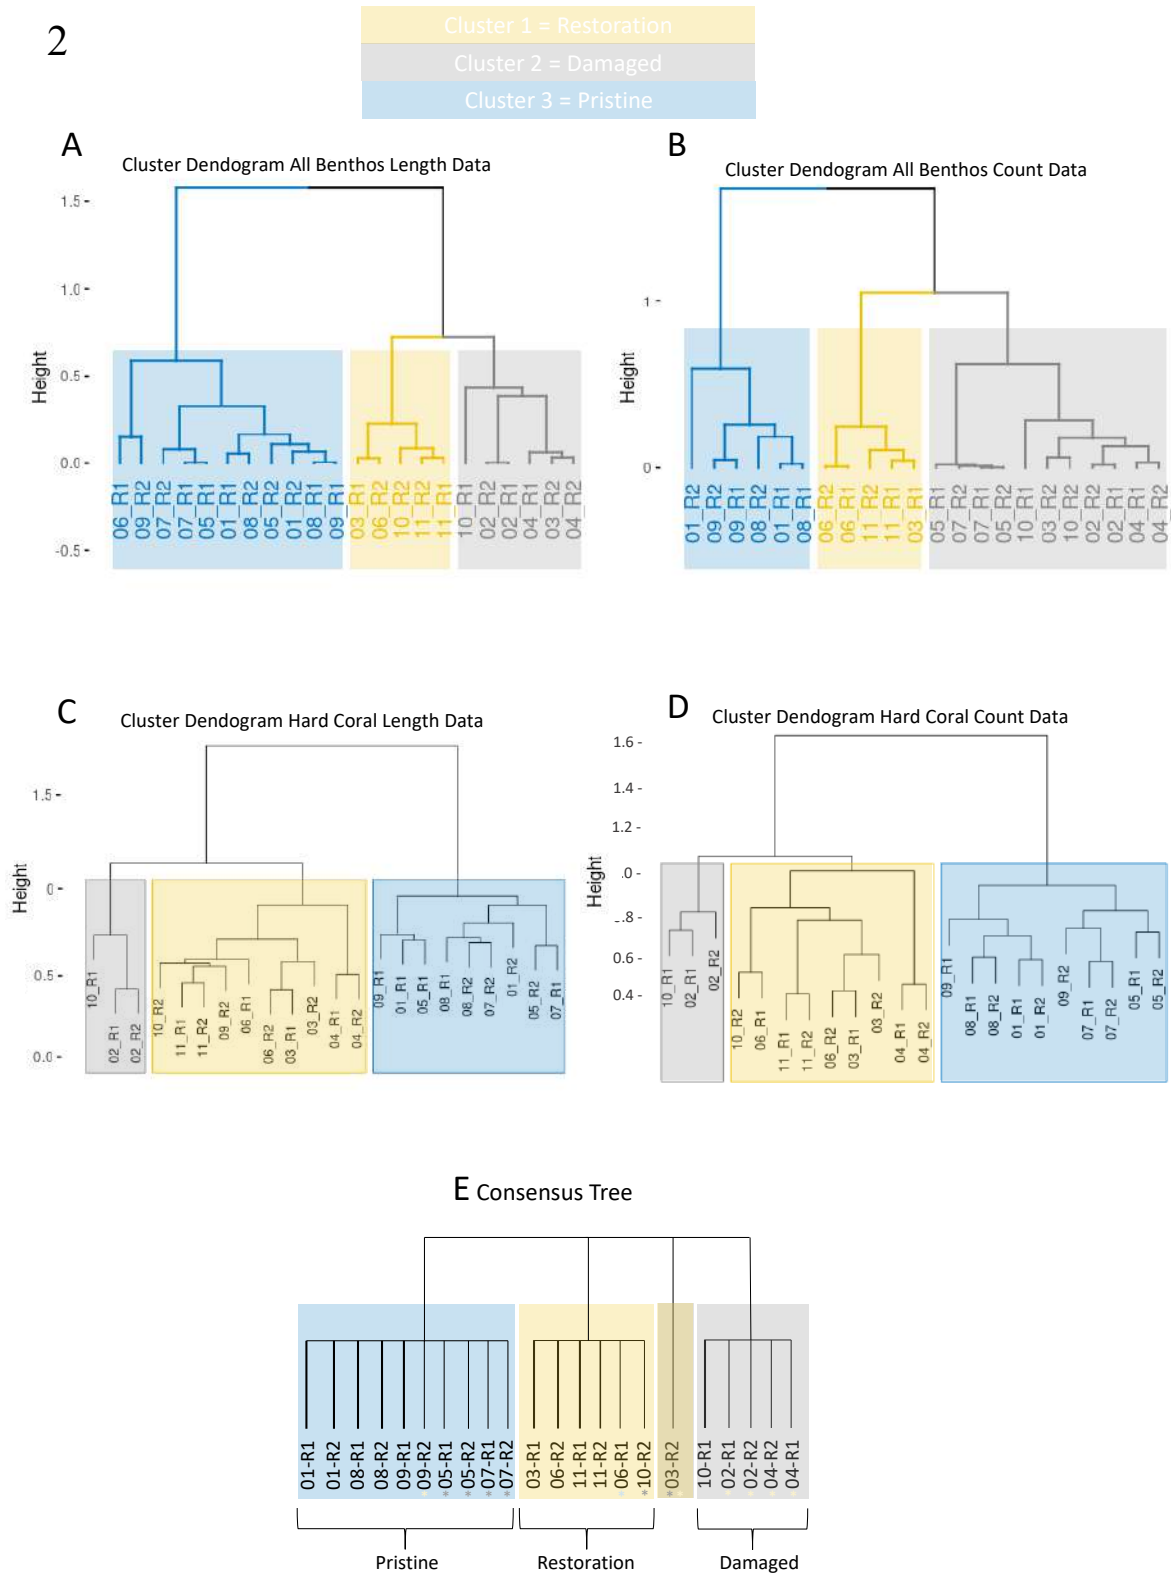 2
Cluster 1 = Restoration
Cluster 2 = Damaged
Cluster 3 = Pristine
A
Cluster Dendogram All Benthos Length Data
Height
1.5 -
1.0 -
0.5 -
0.0 -
-0.5 -
06_R1
09_R2
07_R2
07_R1
05_R1
01_R1
08_R2
05_R2
01_R2
08_R1
09_R1
03_R1
06_R2
10_R2
11_R2
11_R1
10_R1
02_R2
02_R1
04_R1
03_R2
04_R2
B
Cluster Dendogram All Benthos Count Data
Height
1 -
0 -
01_R2
09_R2
09_R1
08_R2
01_R1
08_R1
06_R2
06_R1
11_R2
11_R1
03_R1
05_R1
07_R2
07_R1
05_R2
10_R1
03_R2
10_R2
02_R2
02_R1
04_R1
04_R2
C
Cluster Dendogram Hard Coral Length Data
Height
1.5 -
0 -
0.5 -
0.0 -
10_R1
02_R1
02_R2
10_R2
11_R1
11_R2
09_R2
06_R1
06_R2
03_R1
03_R2
04_R1
04_R2
09_R1
01_R1
05_R1
08_R1
08_R2
07_R2
01_R2
05_R2
07_R1
D
Cluster Dendogram Hard Coral Count Data
Height
1.6 -
1.4 -
1.2 -
.0 -
.8 -
0.6 -
0.4 -
10_R1
02_R1
02_R2
10_R2
06_R1
11_R1
11_R2
06_R2
03_R1
03_R2
04_R1
04_R2
09_R1
08_R1
08_R2
01_R1
01_R2
09_R2
07_R1
07_R2
05_R1
05_R2
E Consensus Tree
01-R1
01-R2
08-R1
08-R2
09-R1
*09-R2
*05-R1
*05-R2
*07-R1
*07-R2
03-R1
06-R2
11-R1
11-R2
*06-R1
*10-R2
**03-R2
10-R1
*02-R1
*02-R2
*04-R2
*04-R1
Pristine
Restoration
Damaged